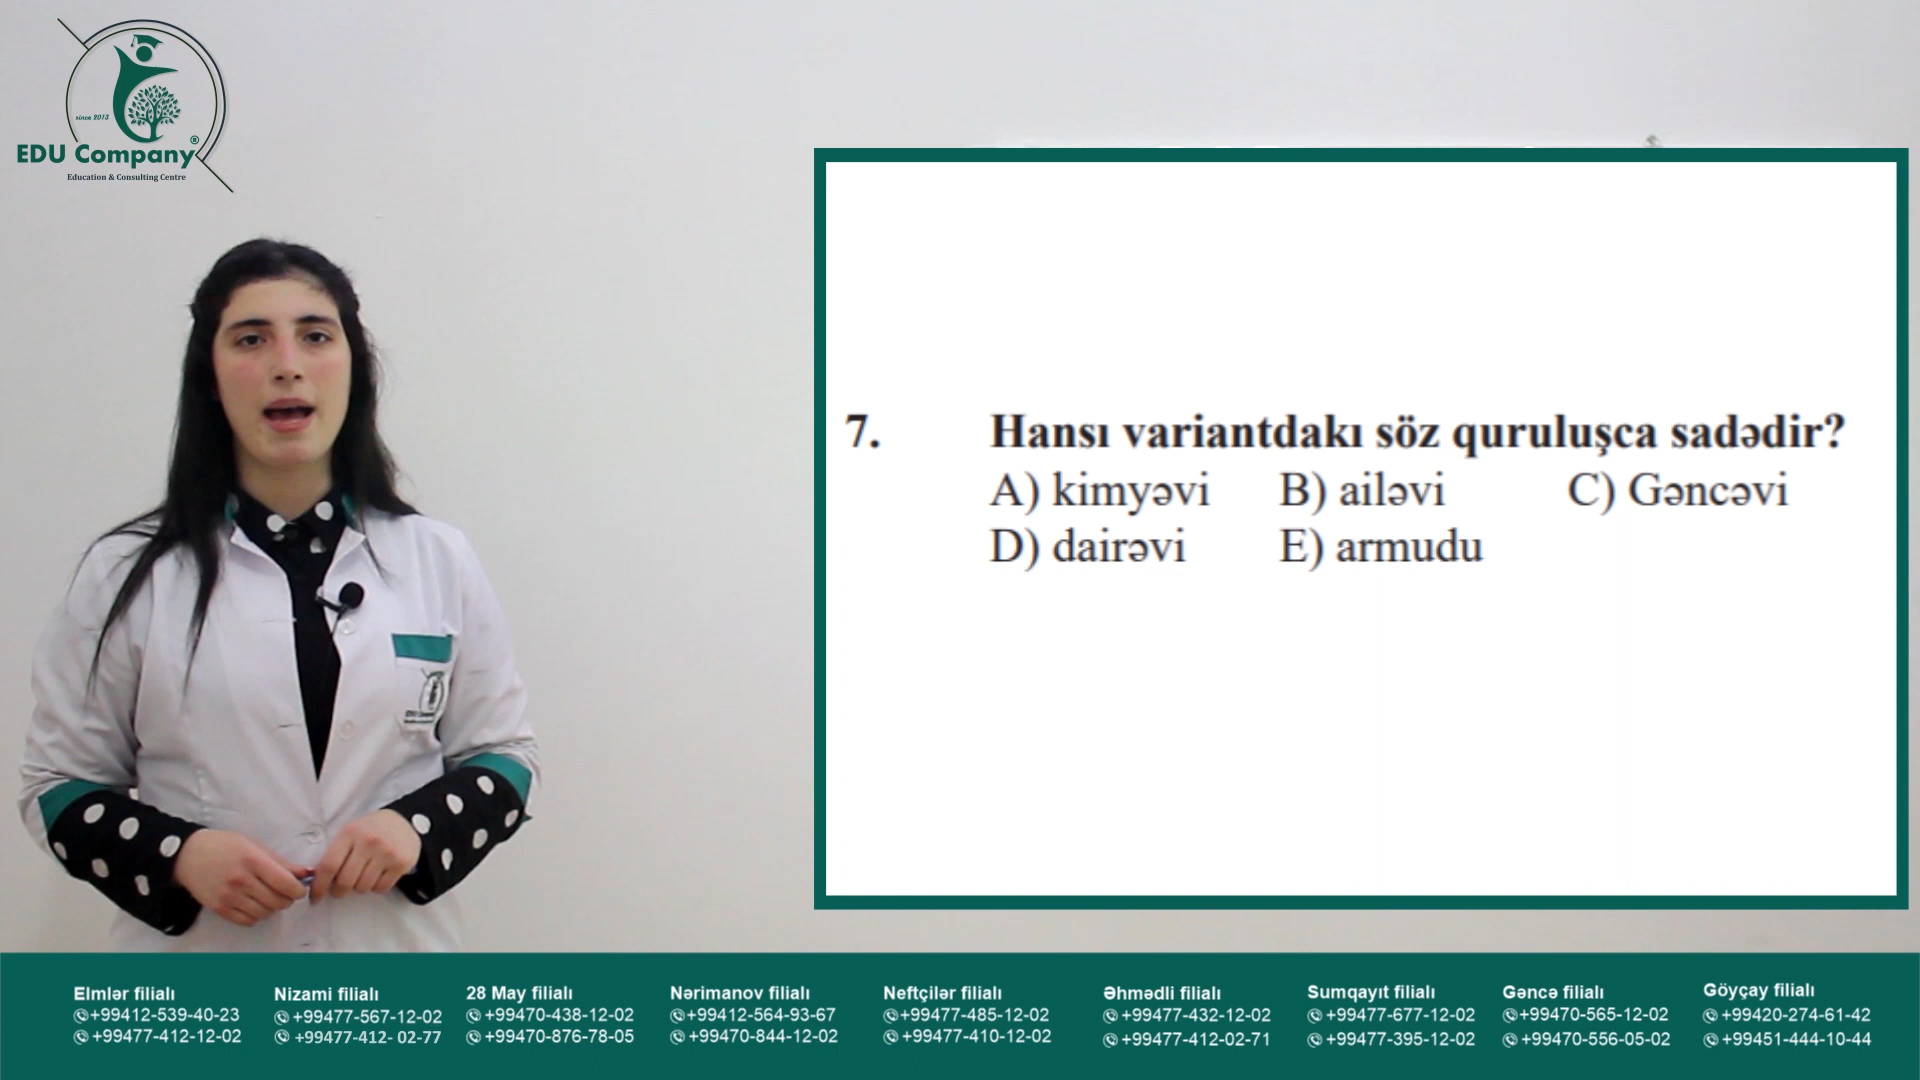 since 2013
EDU Company®
Education & Consulting Centre
7. Hansı variantdakı söz quruluşca sadədir?
A) kimyəvi B) ailəvi C) Gəncəvi
D) dairəvi E) armudu
Elmlər filialı
+99412-539-40-23
+99477-412-12-02
Nizami filialı
+99477-567-12-02
+99477-412- 02-77
28 May filialı
+99470-438-12-02
+99470-876-78-05
Nərimanov filialı
+99412-564-93-67
+99470-844-12-02
Neftçilər filialı
+99477-485-12-02
+99477-410-12-02
Əhmədli filialı
+99477-432-12-02
+99477-412-02-71
Sumqayıt filialı
+99477-677-12-02
+99477-395-12-02
Gəncə filialı
+99470-565-12-02
+99470-556-05-02
Göyçay filialı
+99420-274-61-42
+99451-444-10-44